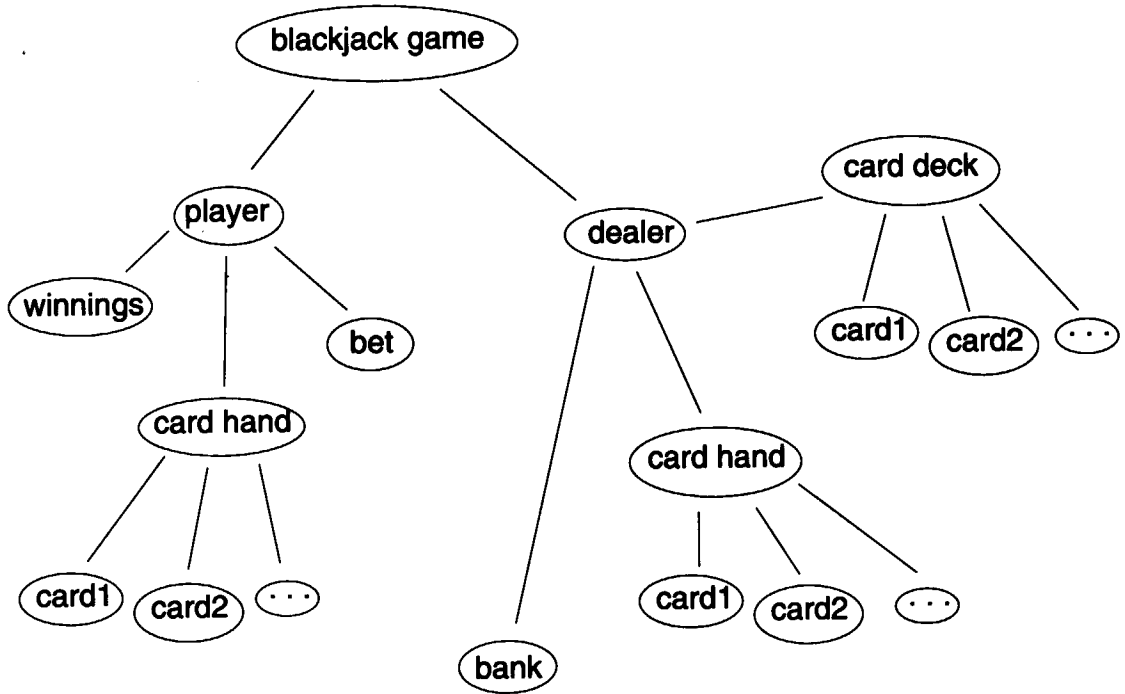 blackjack game
card deck
player
dealer
winnings
bet
card1
card2
...
card hand
card hand
card1
card2
...
card1
card2
...
bank